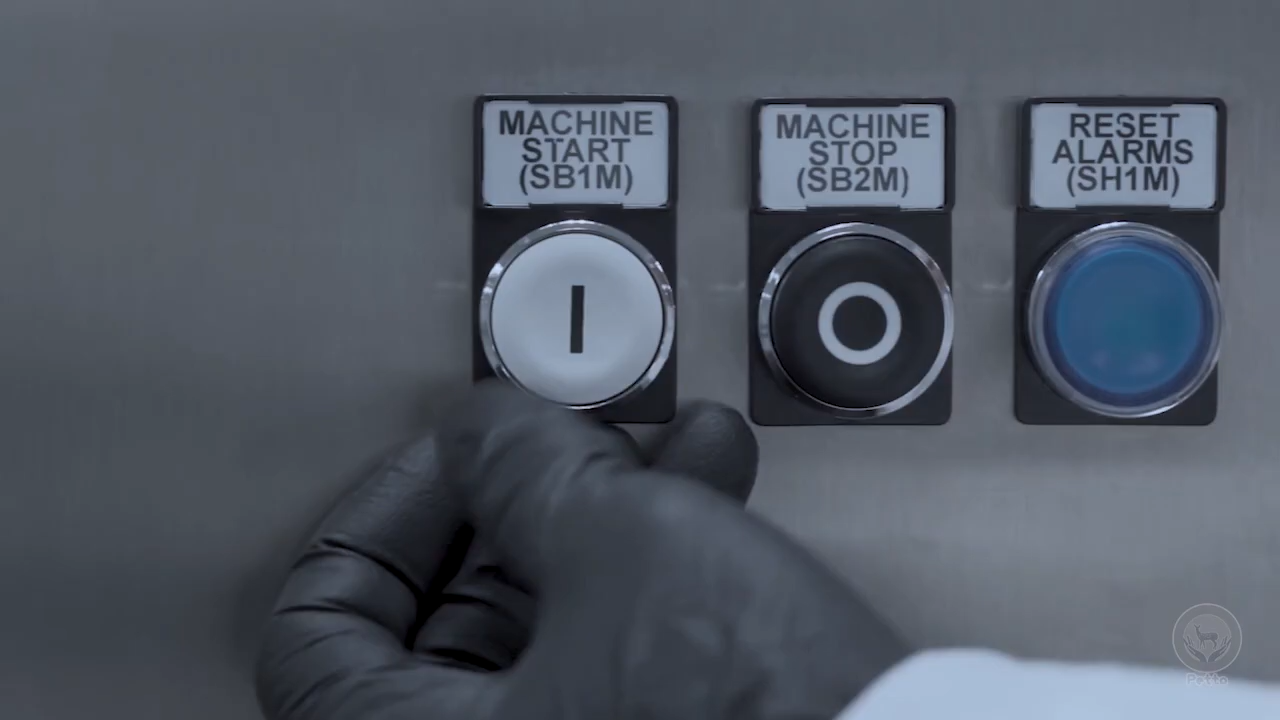 MACHINE
START
(SB1M)
MACHINE
STOP
(SB2M)
RESET
ALARMS
(SH1M)